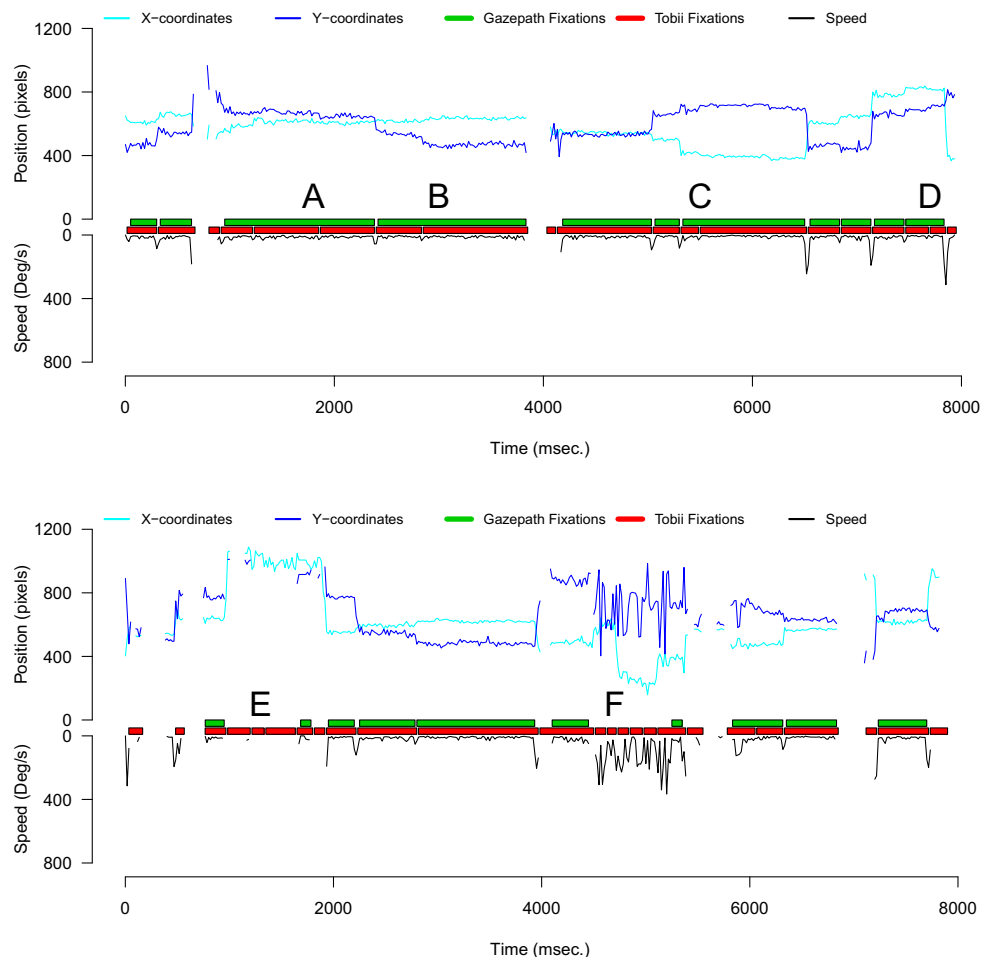 X−coordinates Y−coordinates Gazepath Fixations Tobii Fixations Speed
1200
800
400
0
Position (pixels)
A B C D
0
400
800
Speed (Deg/s)
0 2000 4000 6000 8000
Time (msec.)
X−coordinates Y−coordinates Gazepath Fixations Tobii Fixations Speed
1200
800
400
0
Position (pixels)
E F
0
400
800
Speed (Deg/s)
0 2000 4000 6000 8000
Time (msec.)